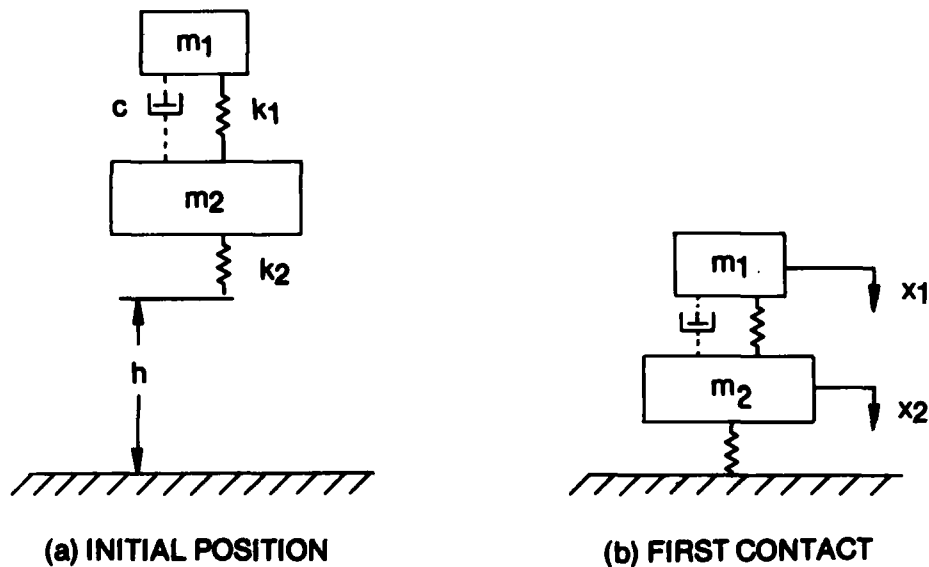 m1
c
k1
m2
k2
h
(a) INITIAL POSITION
m1
x1
m2
x2
(b) FIRST CONTACT